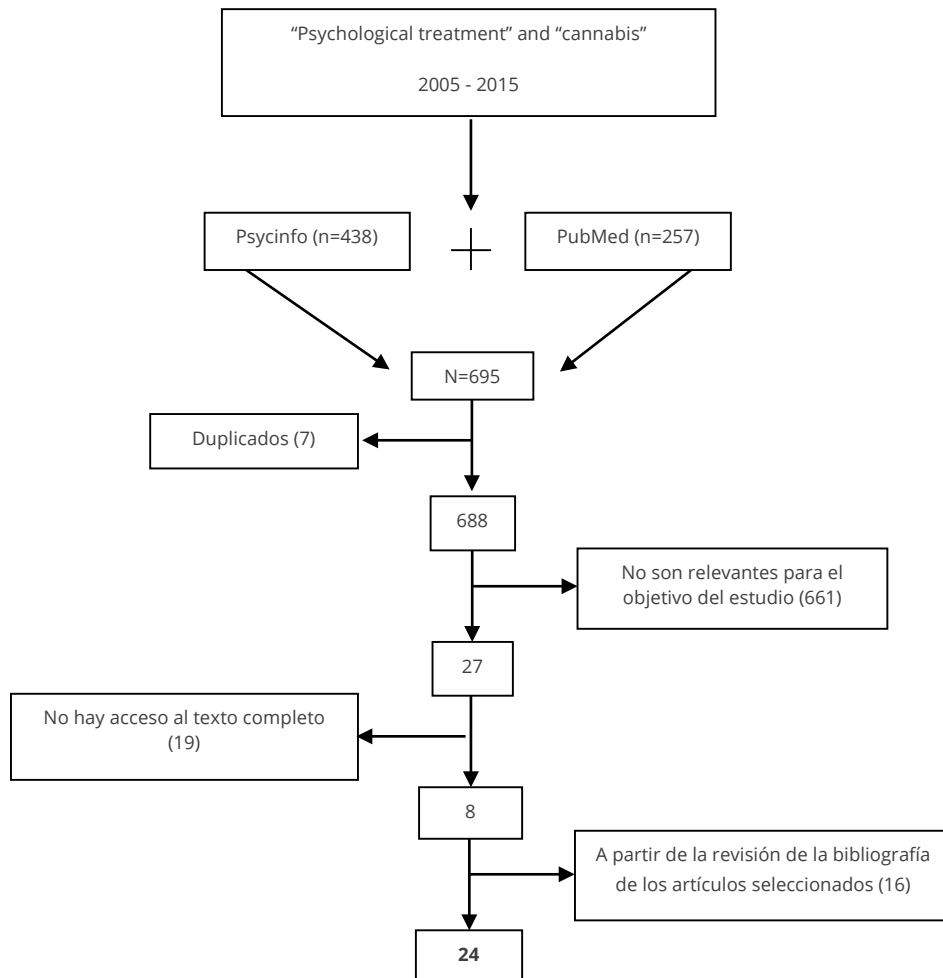 “Psychological treatment” and “cannabis”
2005 - 2015
Psycinfo (n=438)
PubMed (n=257)
N=695
Duplicados (7)
688
No son relevantes para el
objetivo del estudio (661)
27
No hay acceso al texto completo
(19)
8
A partir de la revisión de la bibliografía
de los artículos seleccionados (16)
24